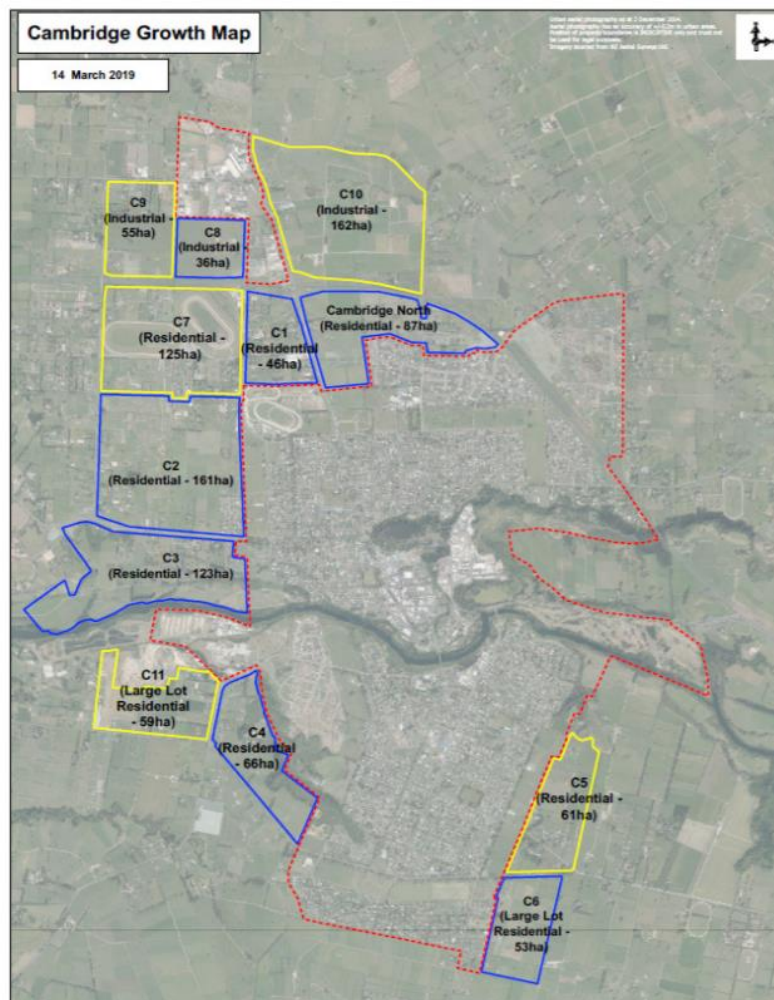 Cambridge Growth Map
14 March 2019
C9
(Industrial -
55ha)
C8
(Industrial -
36ha)
C10
(Industrial -
162ha)
C7
(Residential -
125ha)
C1
(Residential
- 46ha)
Cambridge North
(Residential - 87ha)
C2
(Residential - 161ha)
C3
(Residential - 123ha)
C11
(Large Lot
Residential
- 59ha)
C4
(Residential
- 66ha)
C5
(Residential -
61ha)
C6
(Large Lot
Residential -
53ha)